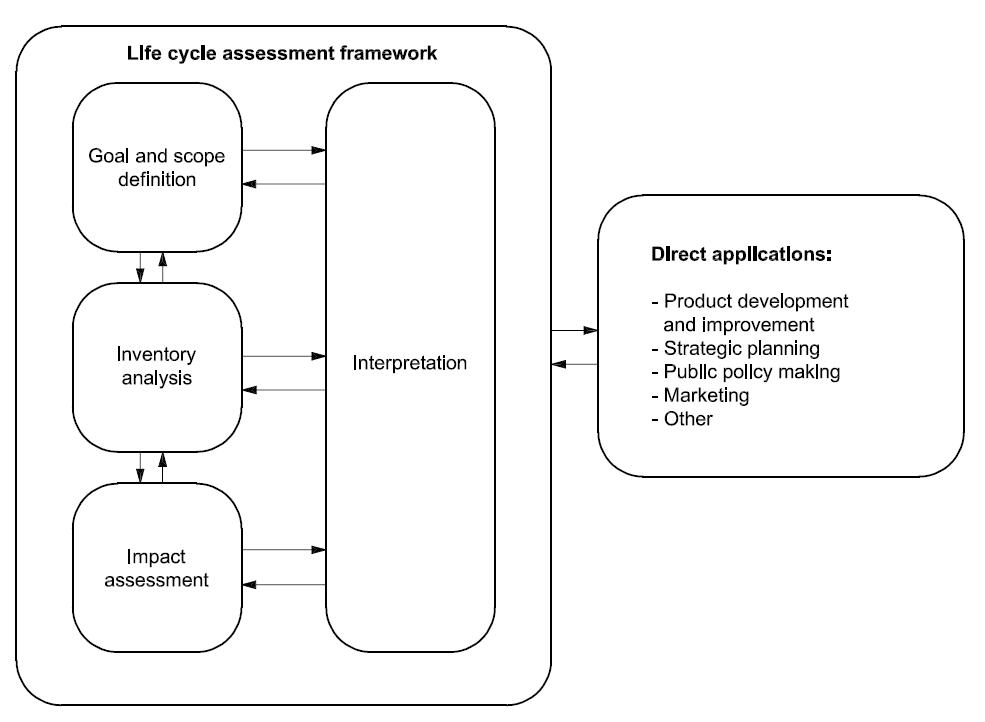 Life cycle assessment framework
Goal and scope
definition
Inventory
analysis
Impact
assessment
Interpretation
Direct applications:
- Product development
and improvement
- Strategic planning
- Public policy making
- Marketing
- Other